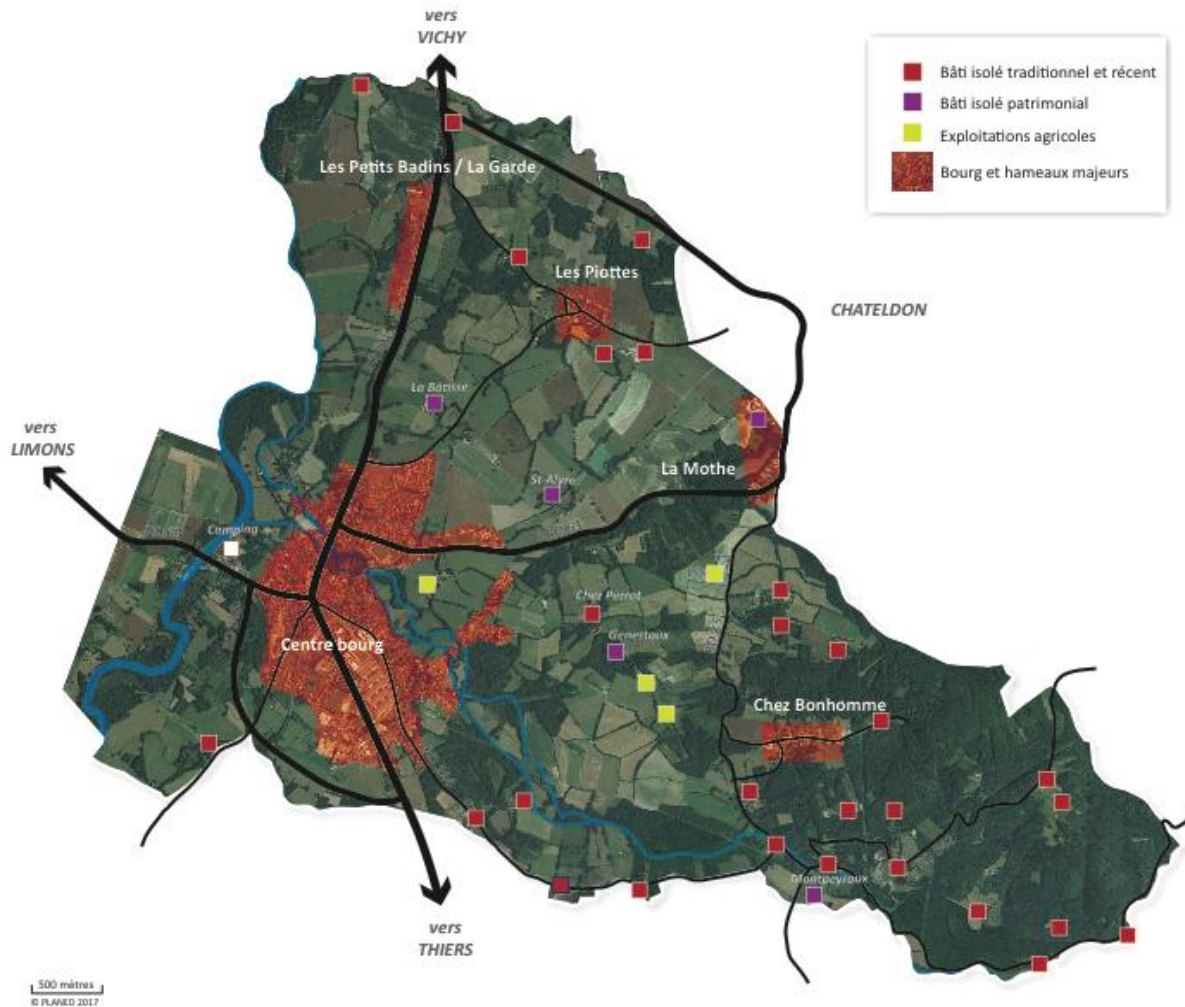 vers
VICHY
Bâti isolé traditionnel et récent
Bâti isolé patrimonial
Exploitations agricoles
Bourg et hameaux majeurs
Les Petits Badins / La Garde
Les Piottes
CHATELDON
La Batisse
vers
LIMONS
La Mothe
St-Alyre
Camping
Chez Perrot
Centre bourg
Genestoux
Chez Bonhomme
Montpeyroux
vers
THIERS
500 mètres
© PLANED 2017